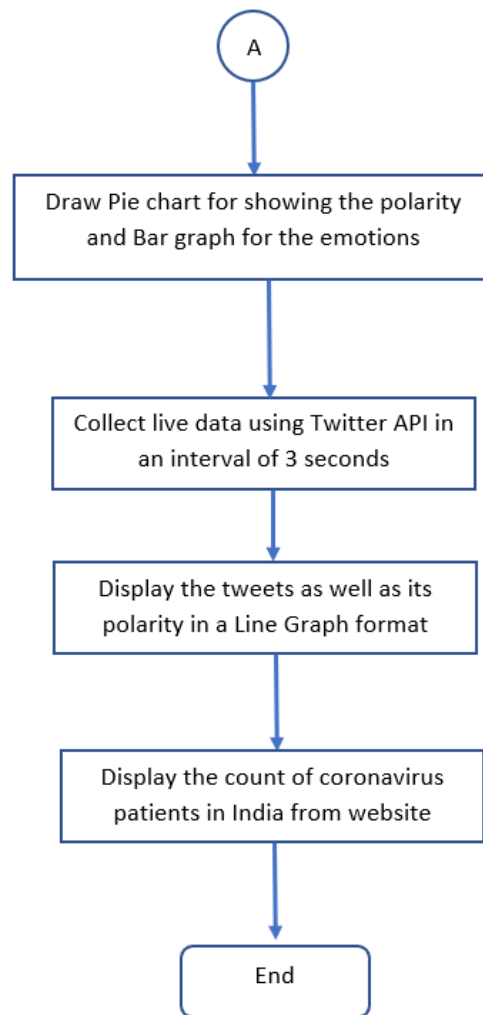 A
Draw Pie chart for showing the polarity
and Bar graph for the emotions
Collect live data using Twitter API in
an interval of 3 seconds
Display the tweets as well as its
polarity in a Line Graph format
Display the count of coronavirus
patients in India from website
End